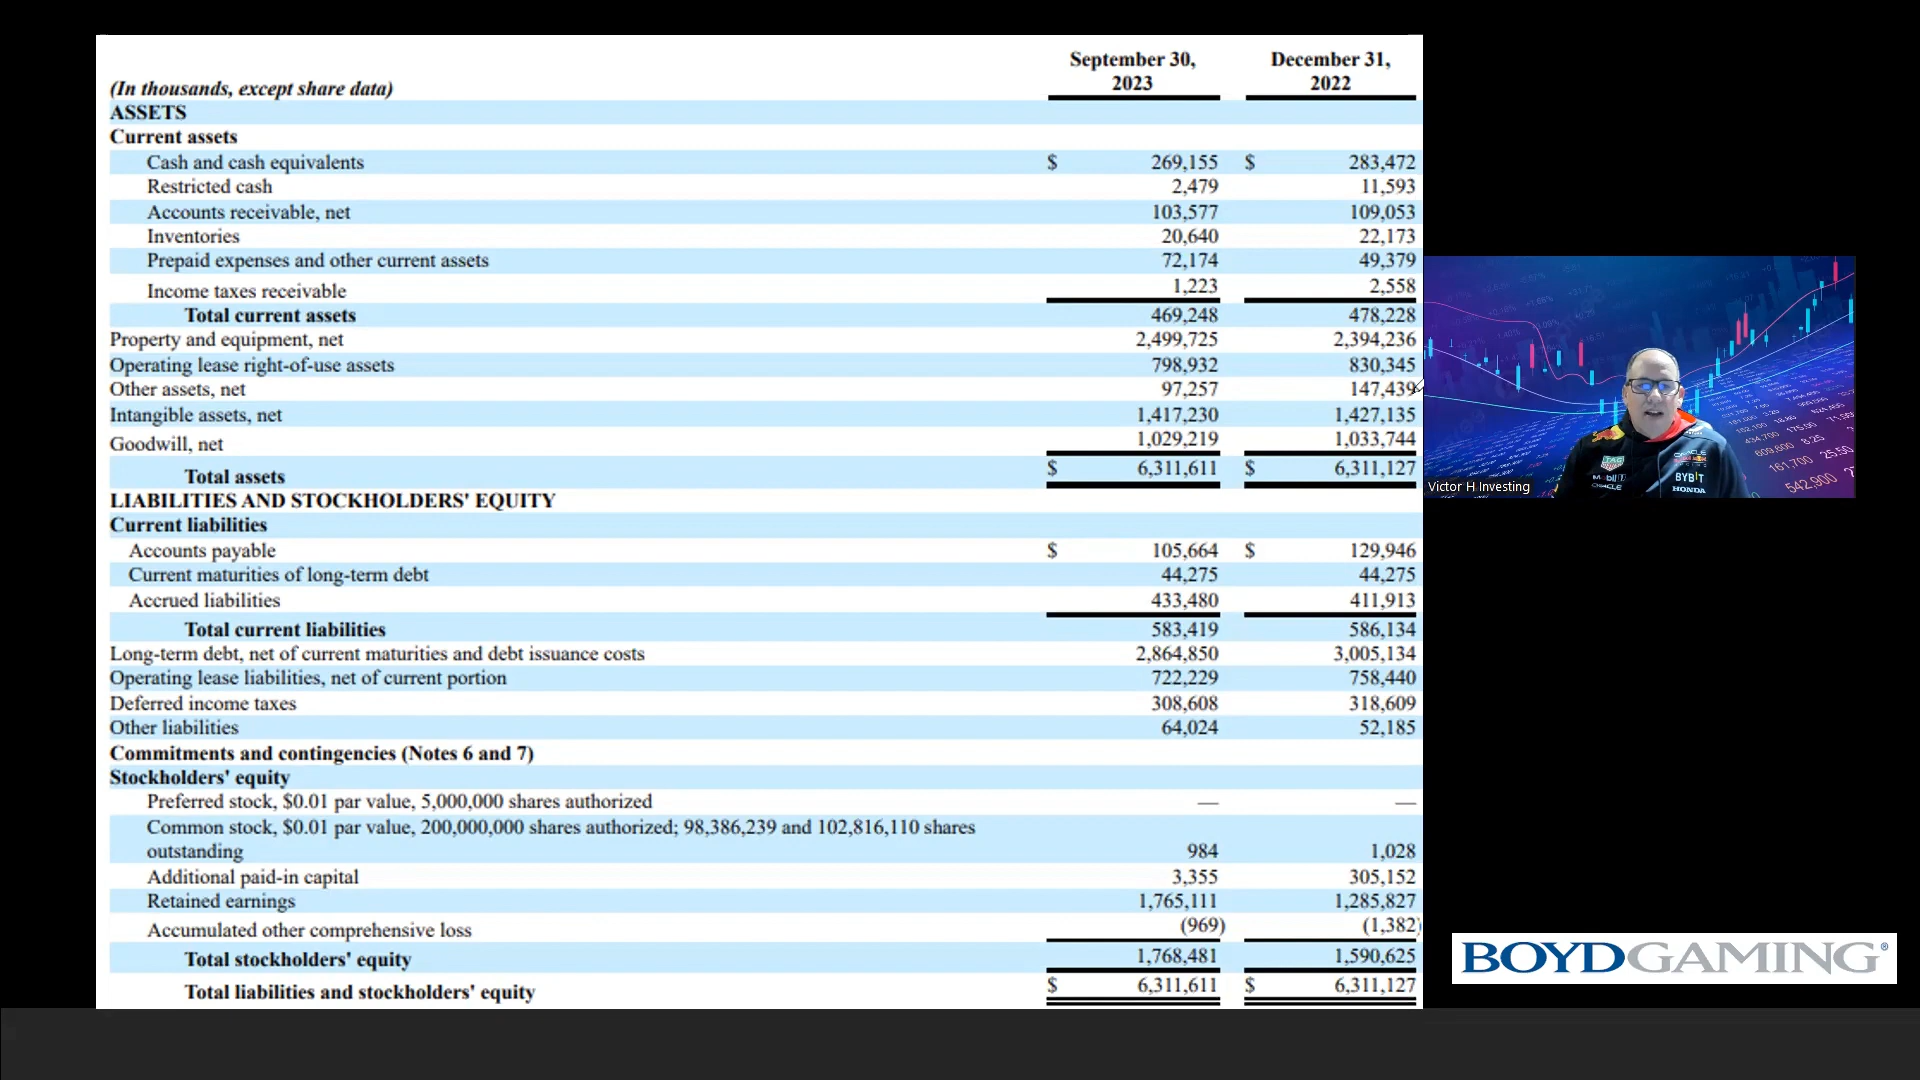 September 30, December 31,
(In thousands, except share data) 2023 2022
ASSETS
Current assets
Cash and cash equivalents $ 269,155 $ 283,472
Restricted cash 2,479 11,593
Accounts receivable, net 103,577 109,053
Inventories 20,640 22,173
Prepaid expenses and other current assets 72,174 49,379
Income taxes receivable 1,223 2,558
Total current assets 469,248 478,228
Property and equipment, net 2,499,725 2,394,236
Operating lease right-of-use assets 798,932 830,345
Other assets, net 97,257 147,439
Intangible assets, net 1,417,230 1,427,135
Goodwill, net 1,029,219 1,033,744
Total assets $ 6,311,611 $ 6,311,127
LIABILITIES AND STOCKHOLDERS' EQUITY
Current liabilities
Accounts payable $ 105,664 $ 129,946
Current maturities of long-term debt 44,275 44,275
Accrued liabilities 433,480 411,913
Total current liabilities 583,419 586,134
Long-term debt, net of current maturities and debt issuance costs 2,864,850 3,005,134
Operating lease liabilities, net of current portion 722,229 758,440
Deferred income taxes 308,608 318,609
Other liabilities 64,024 52,185
Commitments and contingencies (Notes 6 and 7)
Stockholders' equity
Preferred stock, $0.01 par value, 5,000,000 shares authorized — —
Common stock, $0.01 par value, 200,000,000 shares authorized; 98,386,239 and 102,816,110 shares
outstanding 984 1,028
Additional paid-in capital 3,355 305,152
Retained earnings 1,765,111 1,285,827
Accumulated other comprehensive loss (969) (1,382)
Total stockholders' equity 1,768,481 1,590,625
Total liabilities and stockholders' equity $ 6,311,611 $ 6,311,127
TAG
ORACLE
BYBIT
HONDA
161,700 25.50
542,900
Victor H Investing
BOYDGAMING®